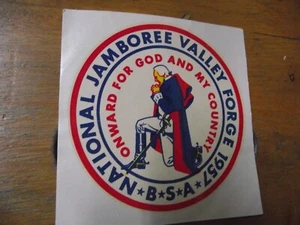 NATIONAL JAMBOREE VALLEY FORGE 1957
ONWARD FOR GOD AND MY COUNTRY
B·S·A